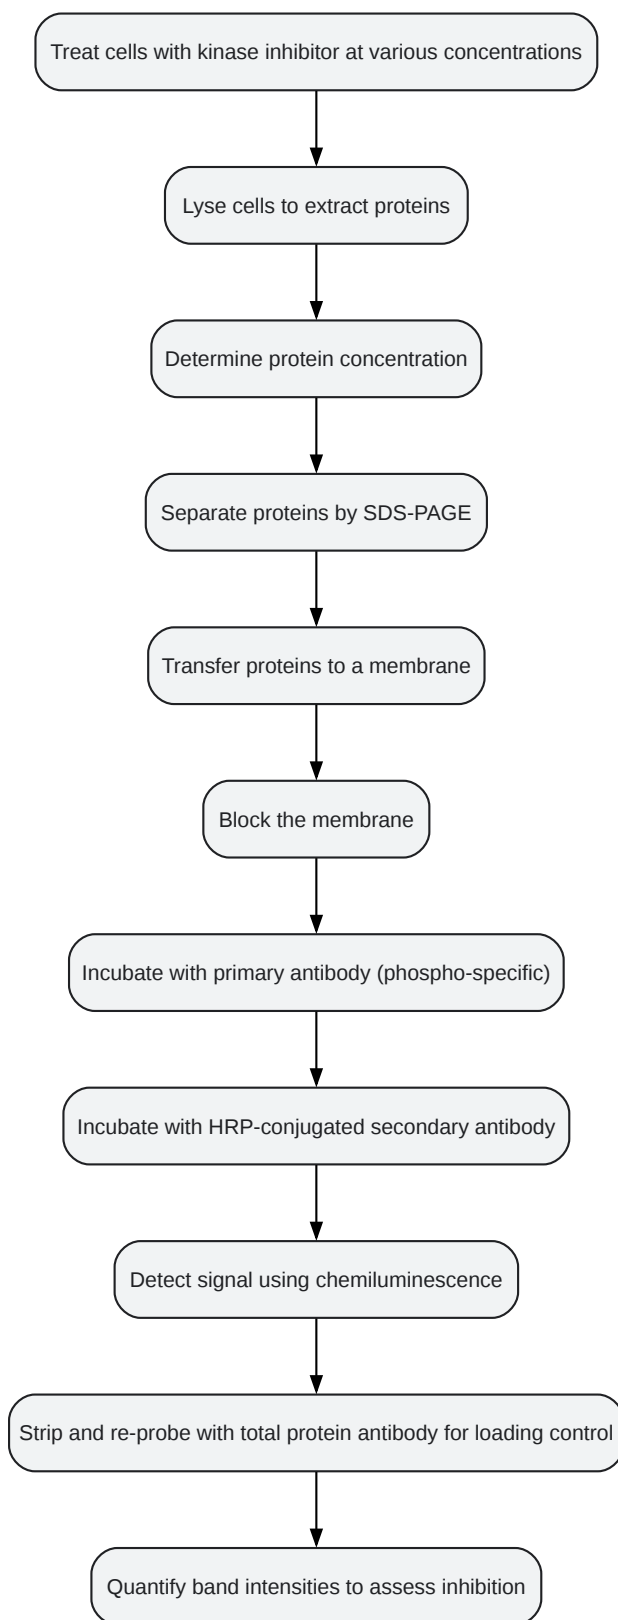 Treat cells with kinase inhibitor at various concentrations
Lyse cells to extract proteins
Determine protein concentration
Separate proteins by SDS-PAGE
Transfer proteins to a membrane
Block the membrane
Incubate with primary antibody (phospho-specific)
Incubate with HRP-conjugated secondary antibody
Detect signal using chemiluminescence
Strip and re-probe with total protein antibody for loading control
Quantify band intensities to assess inhibition